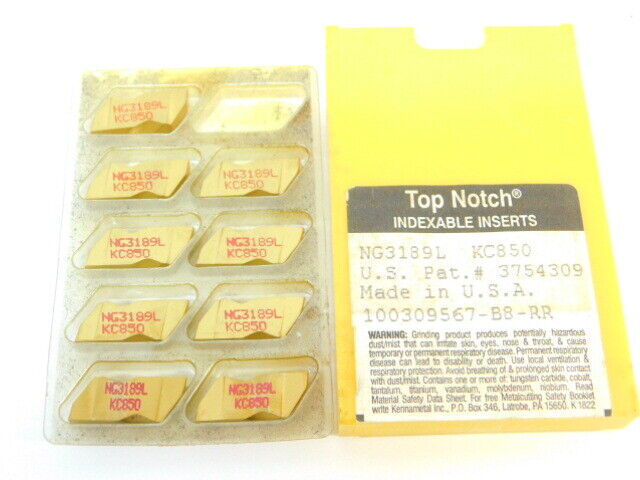 NG3189L
KC850
NG3189L
KC850
NG3189L
KC850
NG3189L
KC850
NG3189L
KC850
NG3189L
KC850
NG3189L
KC850
NG3189L
KC850
NG3189L
KC850
Top Notch®
INDEXABLE INSERTS
NG3189L KC850
U.S. Pat.# 3754309
Made in U.S.A.
100309567-B8-RR
WARNING: Grinding product produces potentially hazardous
dust/mist that can irritate skin, eyes, nose & throat, & cause
temporary or permanent respiratory disease. Permanent respiratory
disease can lead to disability or death. Use local ventilation &
respiratory protection. Avoid breathing of & prolonged skin contact
with dust/mist. Contains one or more of: tungsten carbide, cobalt,
tantalum, titanium, vanadium, molybdenum, niobium. Read
Material Safety Data Sheet. For free Metalcutting Safety Booklet
write Kennametal Inc., P.O. Box 346, Latrobe, PA 15650. K 1822